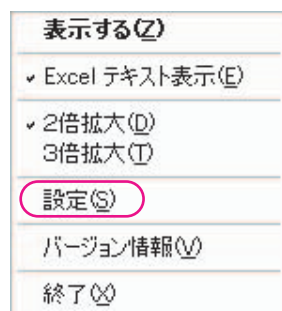 表示する(Z)
✓ Excel テキスト表示(E)
✓ 2倍拡大(D)
3倍拡大(T)
設定(S)
バージョン情報(V)
終了(X)